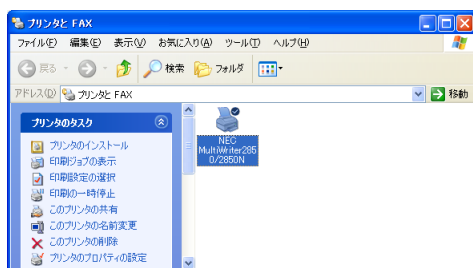 プリンタと FAX
ファイル(F) 編集(E) 表示(V) お気に入り(A) ツール(T) ヘルプ(H)
戻る 検索 フォルダ
アドレス(D) プリンタと FAX 移動
プリンタのタスク
プリンタのインストール
印刷ジョブの表示
印刷設定の選択
印刷の一時停止
このプリンタの共有
このプリンタの名前変更
このプリンタの削除
プリンタのプロパティの設定
NEC
MultiWriter285
0/2850N